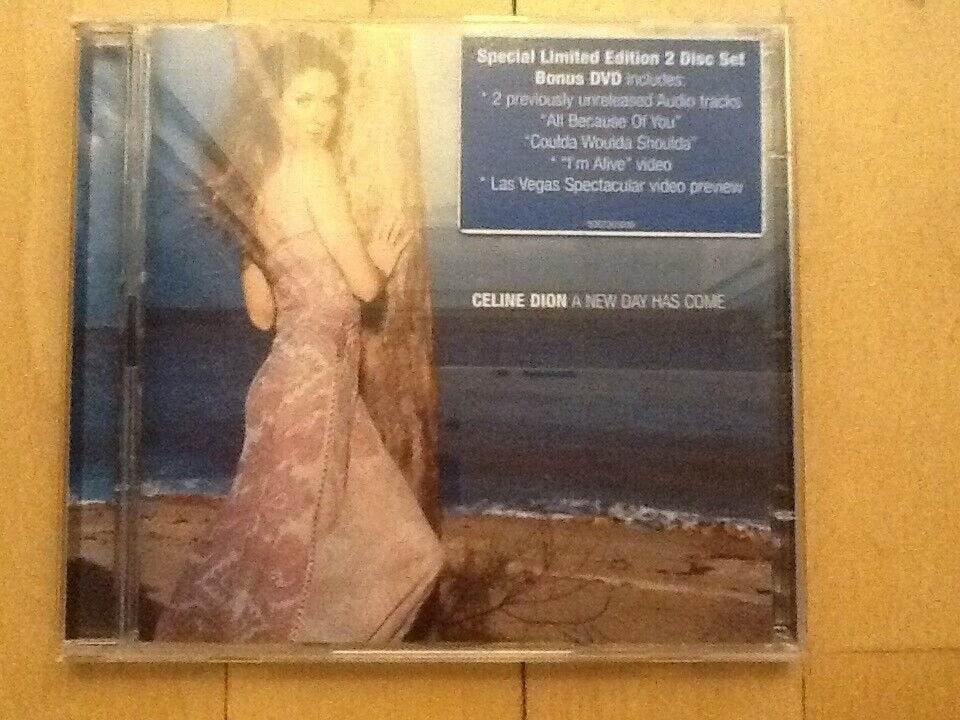 Special Limited Edition 2 Disc Set
Bonus DVD includes:
* 2 previously unreleased Audio tracks
"All Because Of You"
"Coulda Woulda Shoulda"
* "I'm Alive" video
* Las Vegas Spectacular video preview
CELINE DION A NEW DAY HAS COME